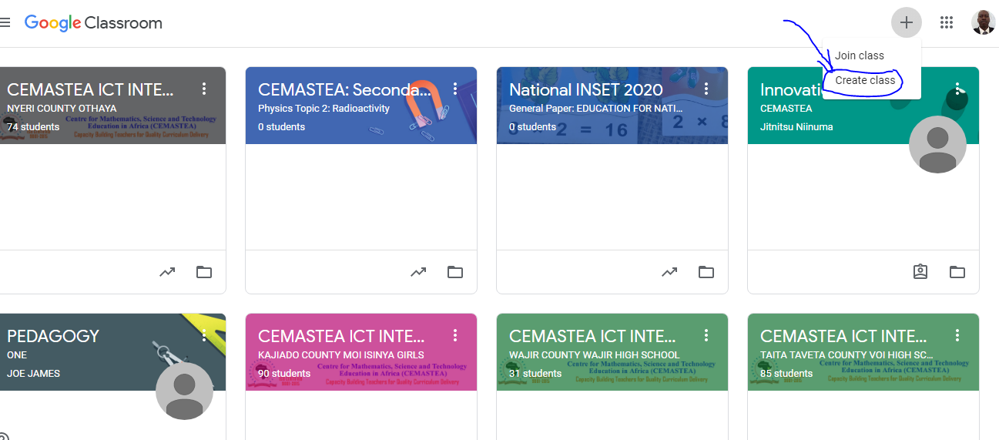 Google Classroom
Join class
Create class
CEMASTEA ICT INTE...
NYERI COUNTY OTHAYA
74 students
Centre for Mathematics, Science and Technology
Education in Africa (CEMASTEA)
Capacity Building Teachers for Quality Curriculum Delivery
CEMASTEA: Seconda...
Physics Topic 2: Radioactivity
0 students
National INSET 2020
General Paper: EDUCATION FOR NATI...
0 students
2 = 16
2 × 8
Innovati
CEMASTEA
Jitnitsu Niinuma
PEDAGOGY
ONE
JOE JAMES
CEMASTEA ICT INTE...
KAJIADO COUNTY MOI ISINYA GIRLS
90 students
Centre for Mathematics, Science and Technology
Education in Africa (CEMASTEA)
Capacity Building Teachers for Quality Curriculum Delivery
CEMASTEA ICT INTE...
WAJIR COUNTY WAJIR HIGH SCHOOL
31 students
Centre for Mathematics, Science and Technology
Education in Africa (CEMASTEA)
Capacity Building Teachers for Quality Curriculum Delivery
CEMASTEA ICT INTE...
TAITA TAVETA COUNTY VOI HIGH SC...
85 students
Centre for Mathematics, Science and Technology
Education in Africa (CEMASTEA)
Capacity Building Teachers for Quality Curriculum Delivery